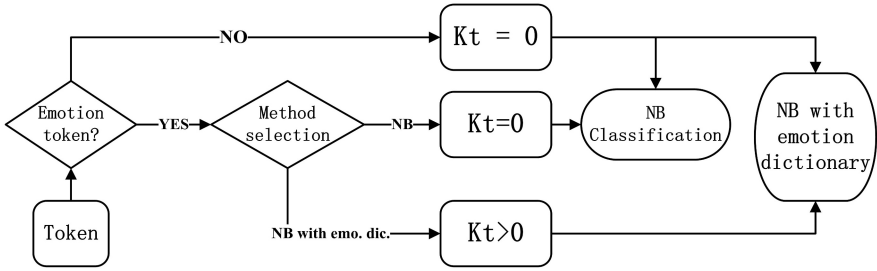 NO
Kt = 0
Emotion
token?
YES
Method
selection
NB
Kt=0
NB
Classification
NB with
emotion
dictionary
Token
NB with emo. dic.
Kt>0